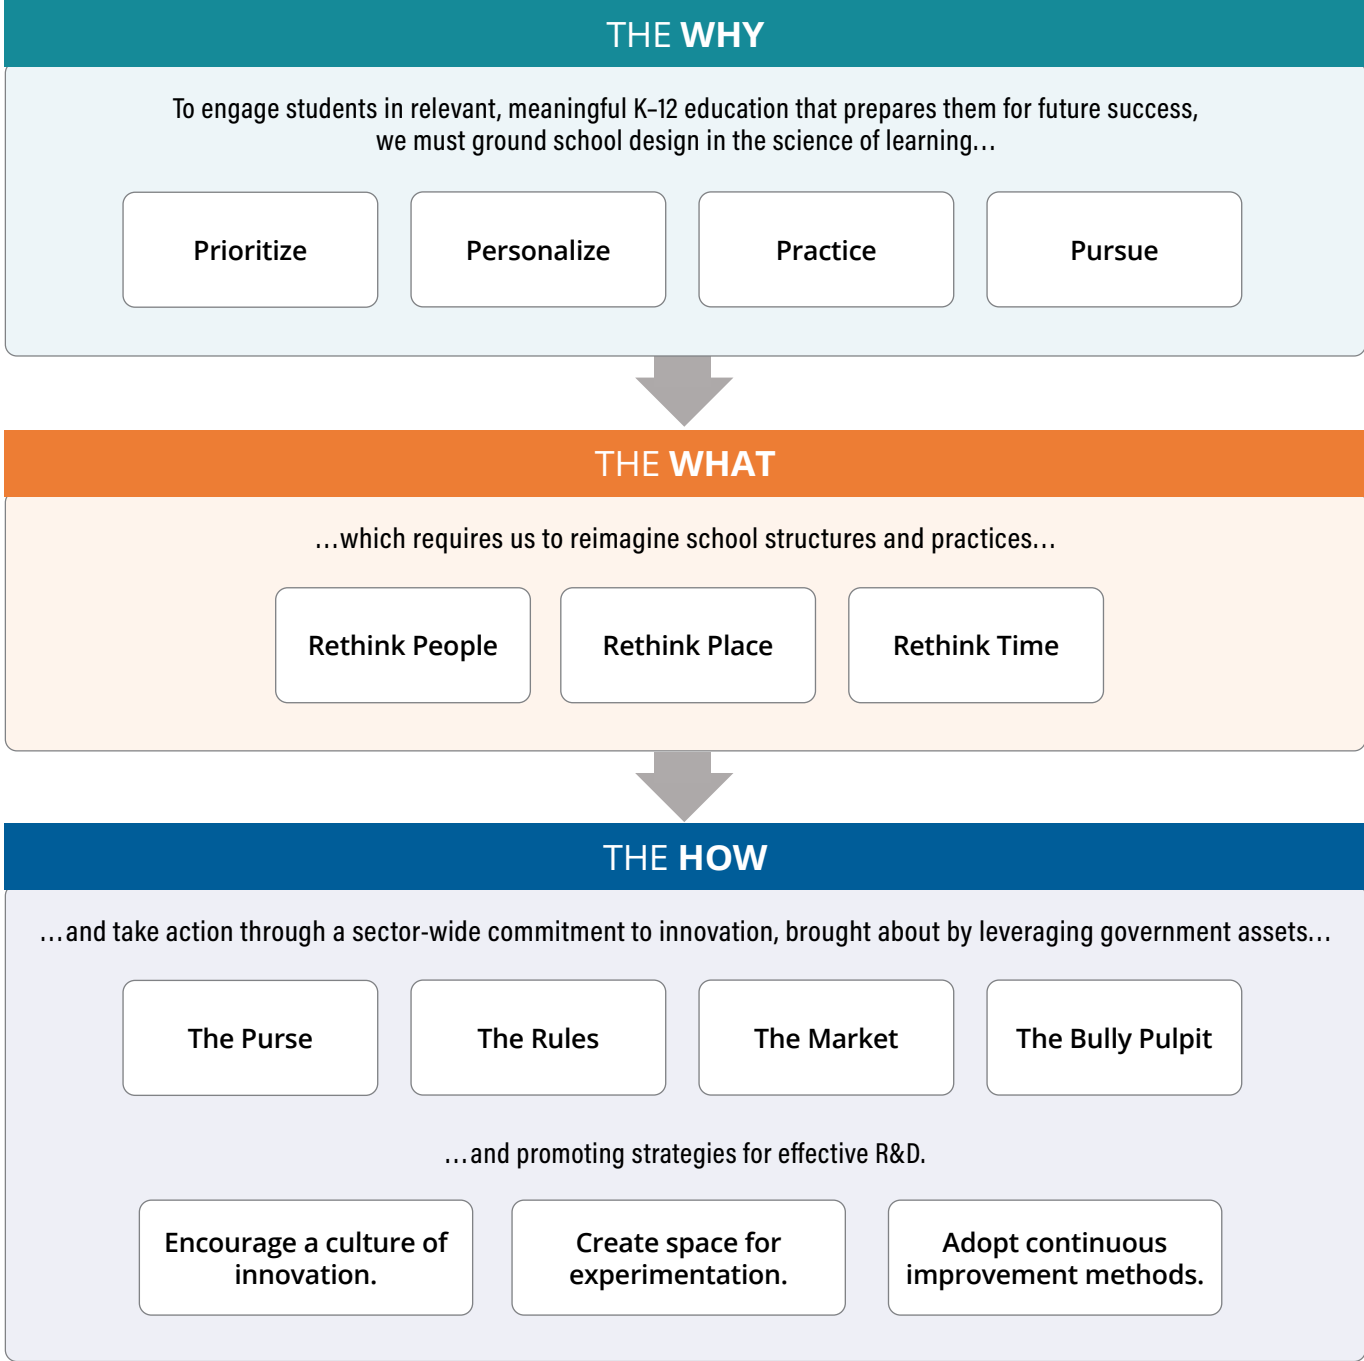 THE WHY
To engage students in relevant, meaningful K–12 education that prepares them for future success,
we must ground school design in the science of learning…
Prioritize
Personalize
Practice
Pursue
THE WHAT
…which requires us to reimagine school structures and practices…
Rethink People
Rethink Place
Rethink Time
THE HOW
…and take action through a sector-wide commitment to innovation, brought about by leveraging government assets…
The Purse
The Rules
The Market
The Bully Pulpit
…and promoting strategies for effective R&D.
Encourage a culture of
innovation.
Create space for
experimentation.
Adopt continuous
improvement methods.